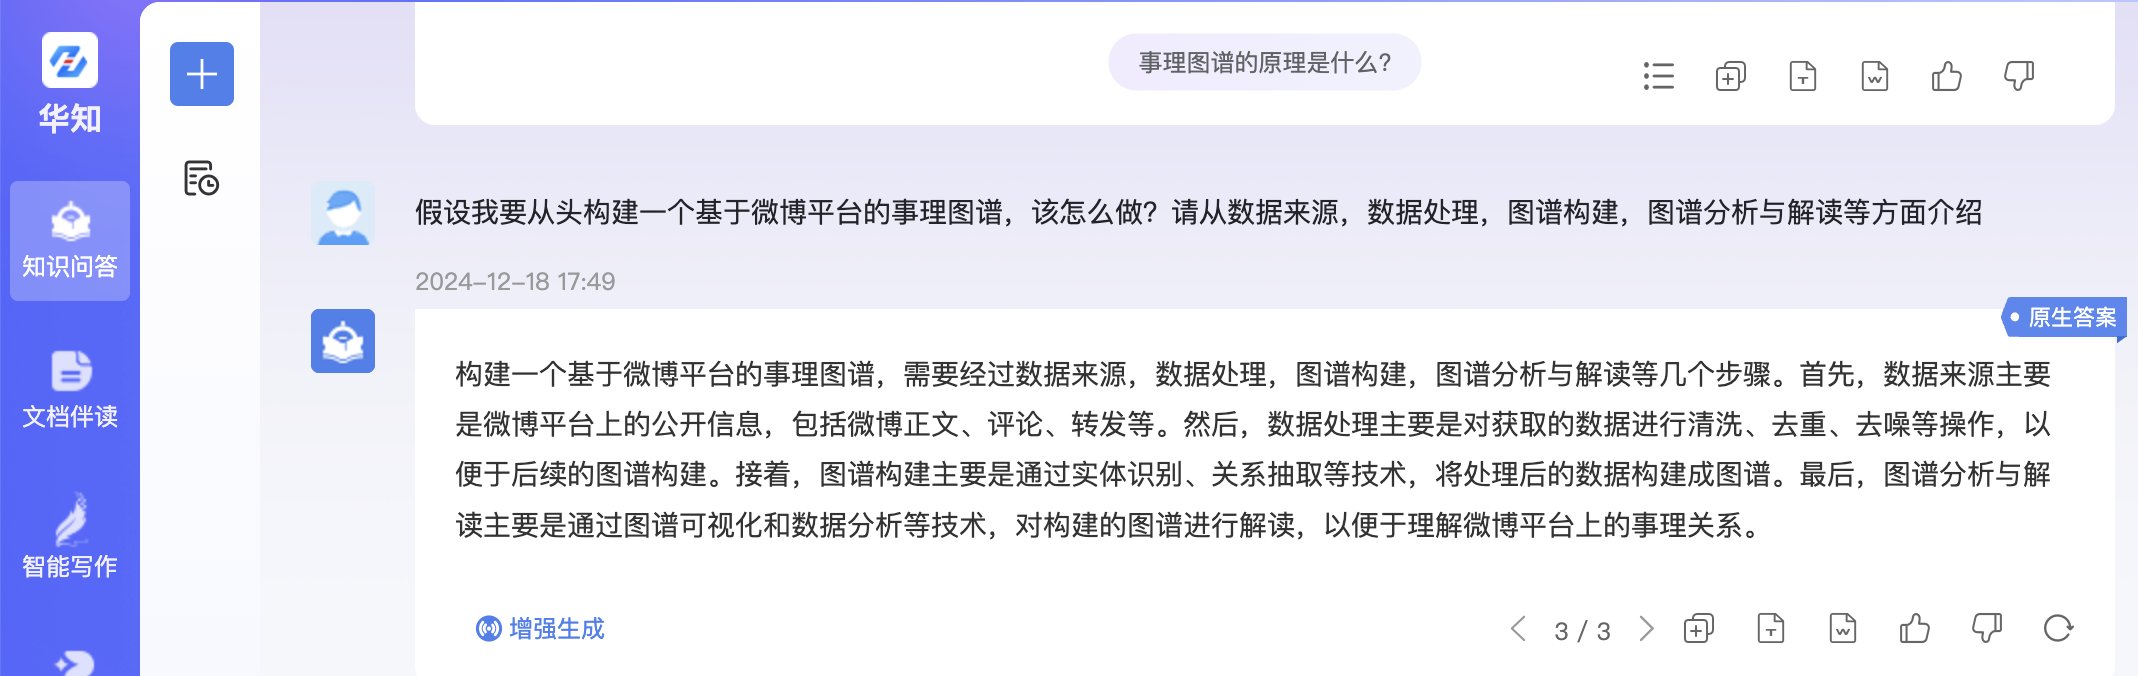 华知
知识问答
文档伴读
智能写作
事理图谱的原理是什么?
假设我要从头构建一个基于微博平台的事理图谱，该怎么做？请从数据来源，数据处理，图谱构建，图谱分析与解读等方面介绍
2024-12-18 17:49
原生答案
构建一个基于微博平台的事理图谱，需要经过数据来源，数据处理，图谱构建，图谱分析与解读等几个步骤。首先，数据来源主要
是微博平台上的公开信息，包括微博正文、评论、转发等。然后，数据处理主要是对获取的数据进行清洗、去重、去噪等操作，以
便于后续的图谱构建。接着，图谱构建主要是通过实体识别、关系抽取等技术，将处理后的数据构建成图谱。最后，图谱分析与解
读主要是通过图谱可视化和数据分析等技术，对构建的图谱进行解读，以便于理解微博平台上的事理关系。
增强生成
3 / 3